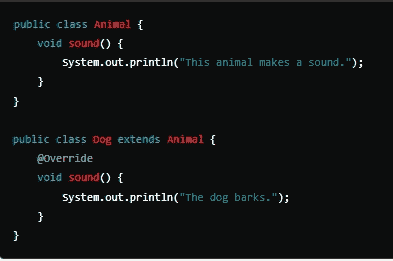 public class Animal {
    void sound() {
        System.out.println("This animal makes a sound.");
    }
}

public class Dog extends Animal {
    @Override
    void sound() {
        System.out.println("The dog barks.");
    }
}